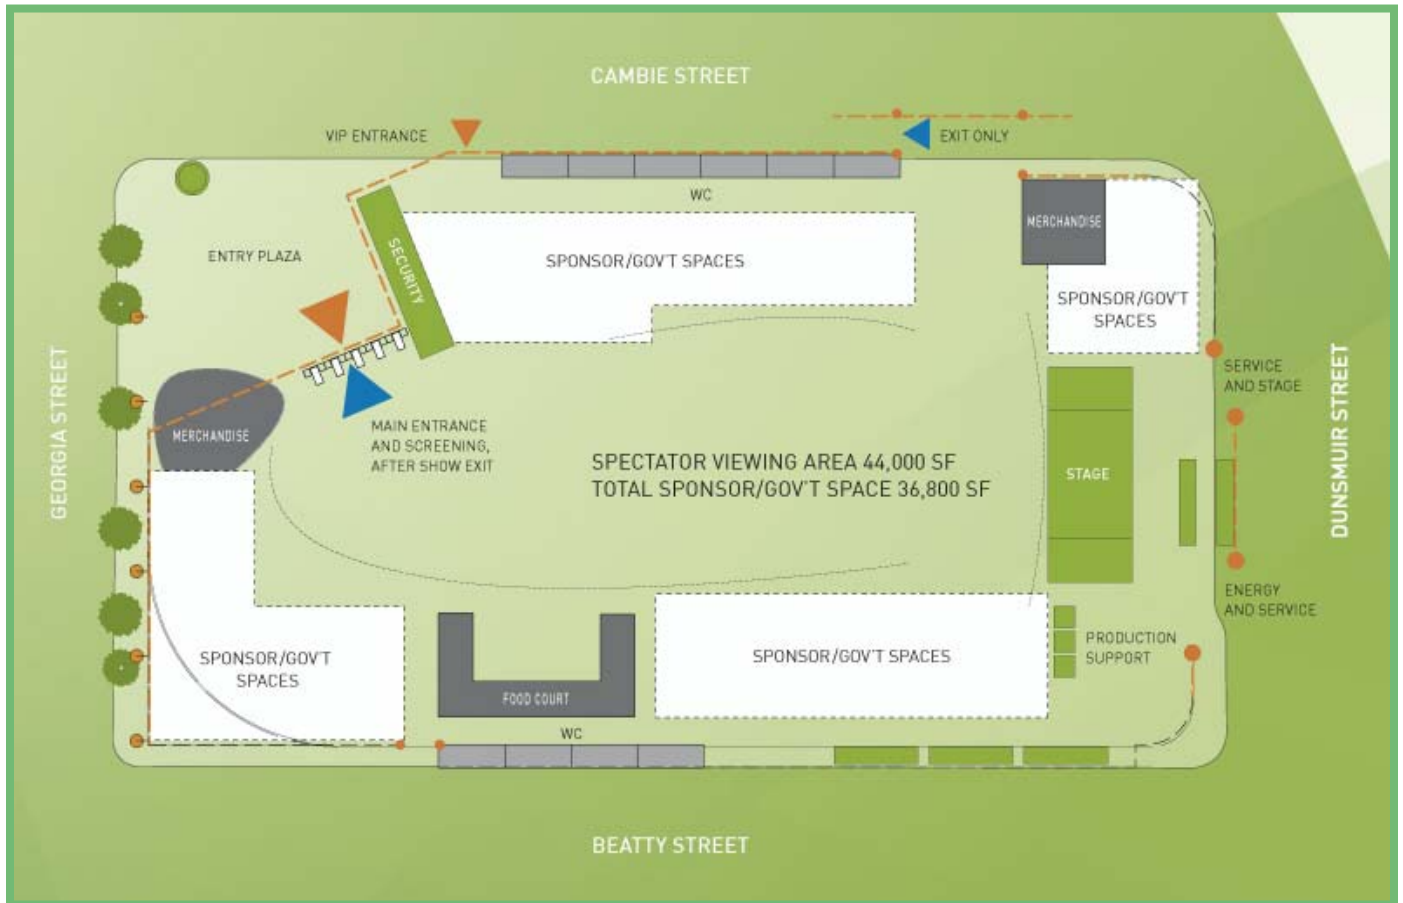 CAMBIE STREET
VIP ENTRANCE
EXIT ONLY
WC
MERCHANDISE
SECURITY
ENTRY PLAZA
SPONSOR/GOV'T SPACES
SPONSOR/GOV'T
SPACES
GEORGIA STREET
DUNSMUIR STREET
SERVICE
AND STAGE
MERCHANDISE
MAIN ENTRANCE
AND SCREENING,
AFTER SHOW EXIT
SPECTATOR VIEWING AREA 44,000 SF
TOTAL SPONSOR/GOV'T SPACE 36,800 SF
STAGE
ENERGY
AND SERVICE
SPONSOR/GOV'T
SPACES
SPONSOR/GOV'T SPACES
PRODUCTION
SUPPORT
FOOD COURT
WC
BEATTY STREET